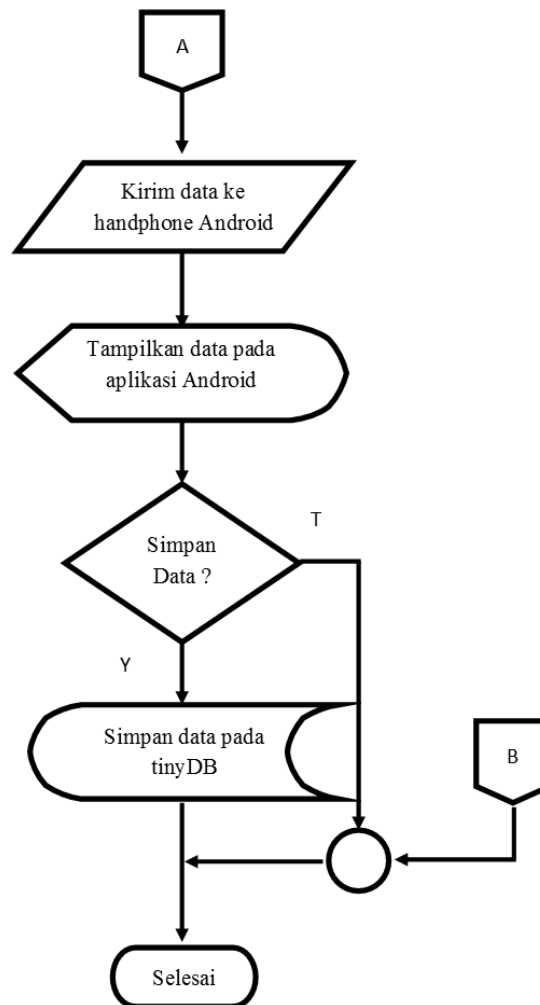 A
Kirim data ke
handphone Android
Tampilkan data pada
aplikasi Android
T
Simpan
Data ?
Y
Simpan data pada
tinyDB
B
Selesai